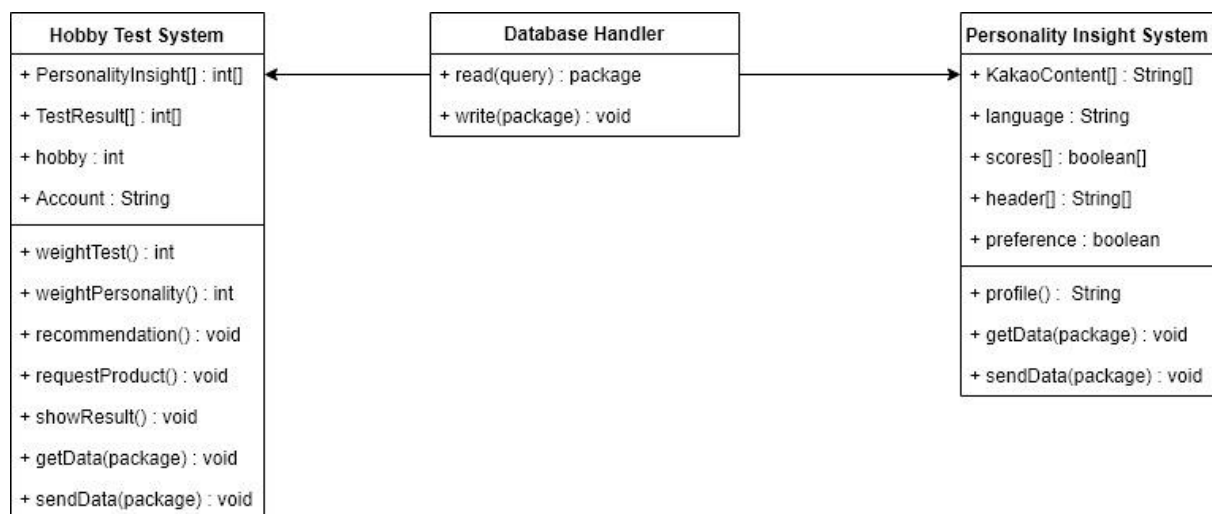 Hobby Test System
+ PersonalityInsight[] : int[]
+ TestResult[] : int[]
+ hobby : int
+ Account : String
+ weightTest() : int
+ weightPersonality() : int
+ recommendation() : void
+ requestProduct() : void
+ showResult() : void
+ getData(package) : void
+ sendData(package) : void
Database Handler
+ read(query) : package
+ write(package) : void
Personality Insight System
+ KakaoContent[] : String[]
+ language : String
+ scores[] : boolean[]
+ header[] : String[]
+ preference : boolean
+ profile() : String
+ getData(package) : void
+ sendData(package) : void